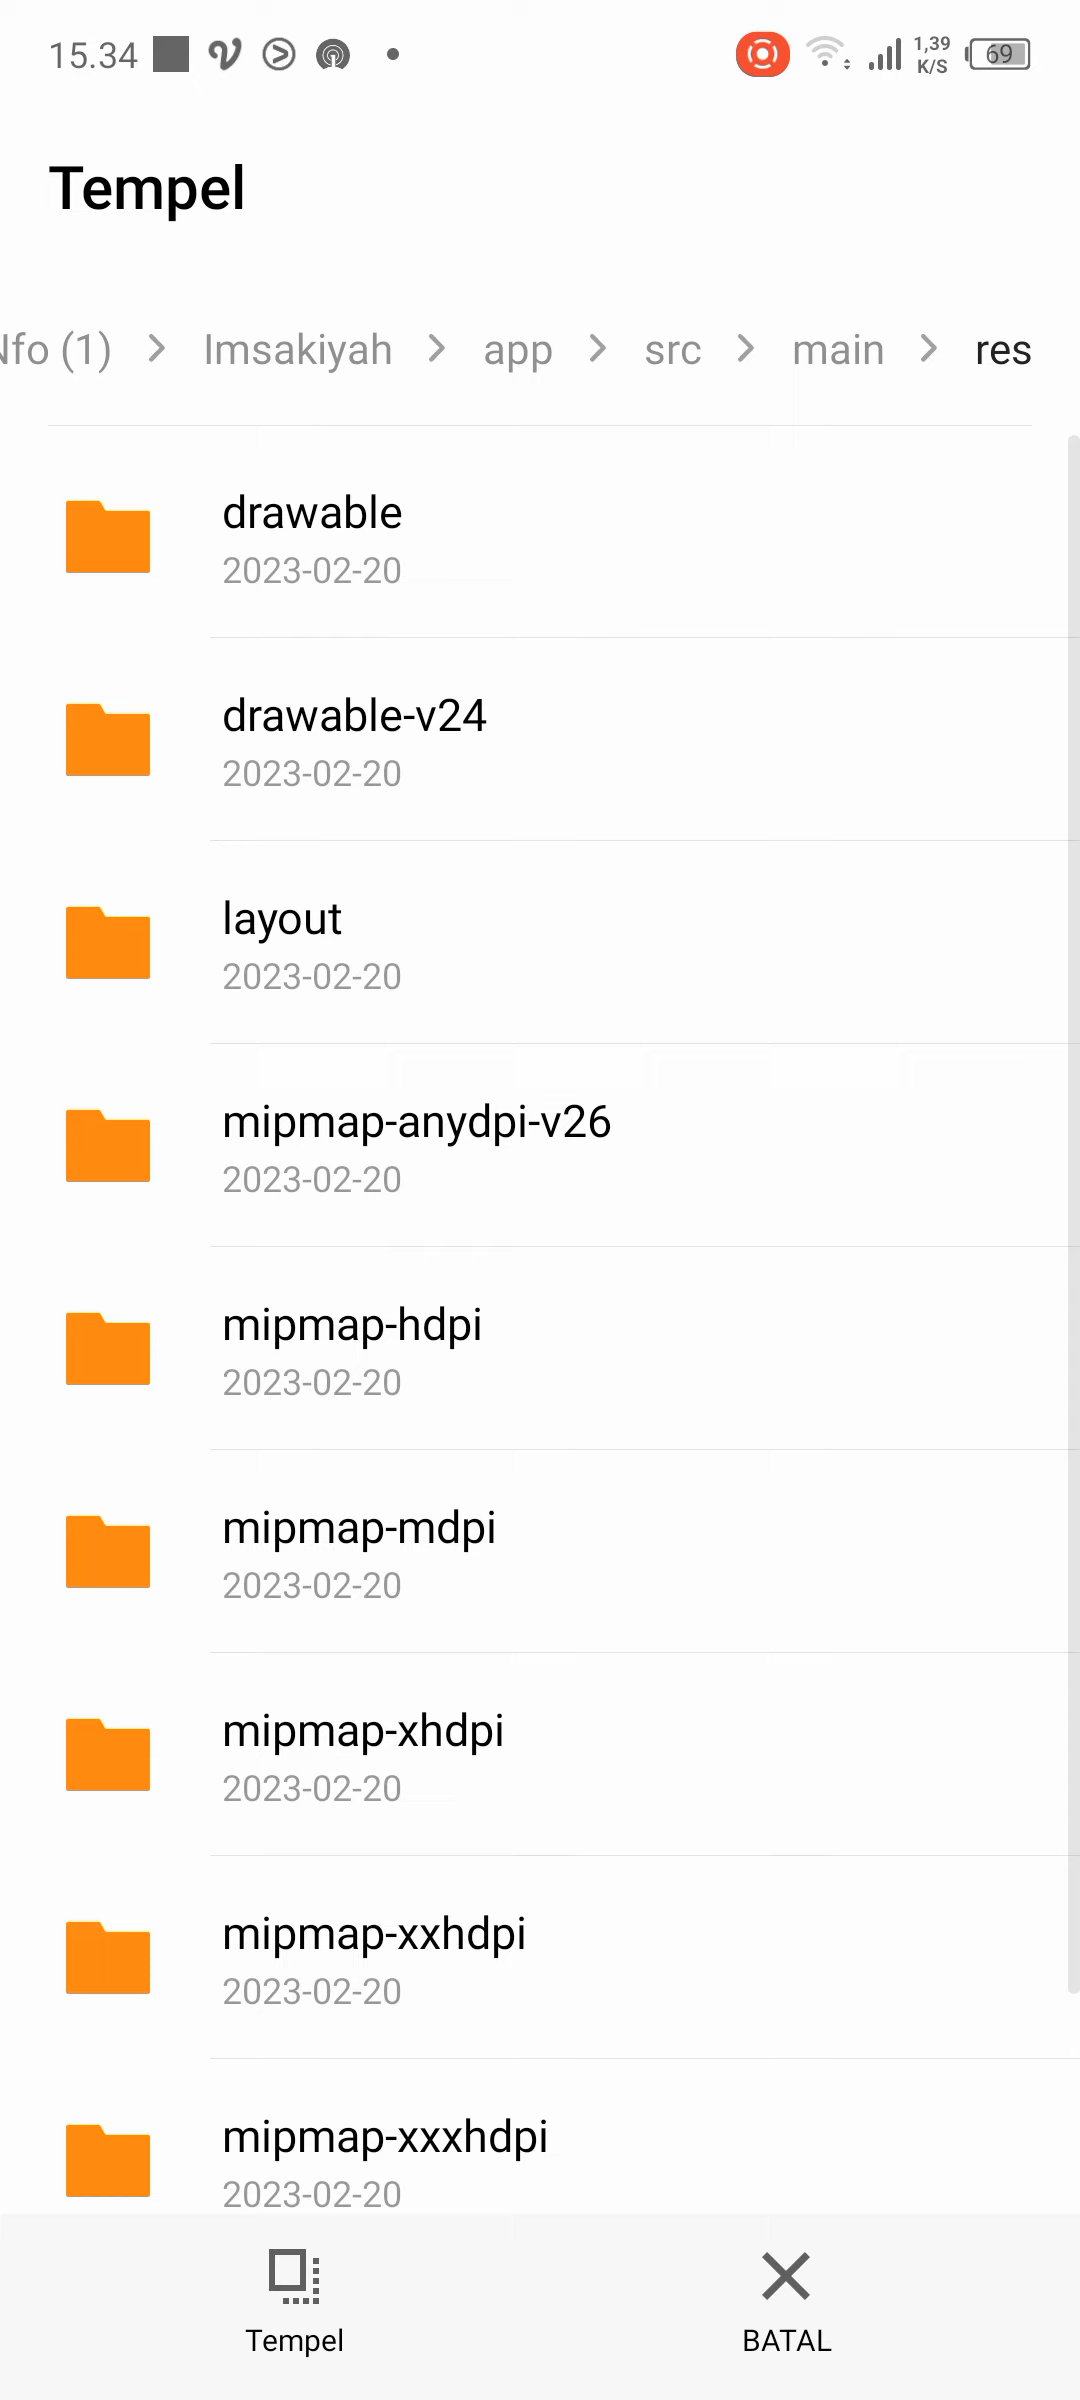 15.34
1,39
K/S
69
Tempel
Nfo (1) > Imsakiyah > app > src > main > res
drawable
2023-02-20
drawable-v24
2023-02-20
layout
2023-02-20
mipmap-anydpi-v26
2023-02-20
mipmap-hdpi
2023-02-20
mipmap-mdpi
2023-02-20
mipmap-xhdpi
2023-02-20
mipmap-xxhdpi
2023-02-20
mipmap-xxxhdpi
2023-02-20
Tempel
BATAL